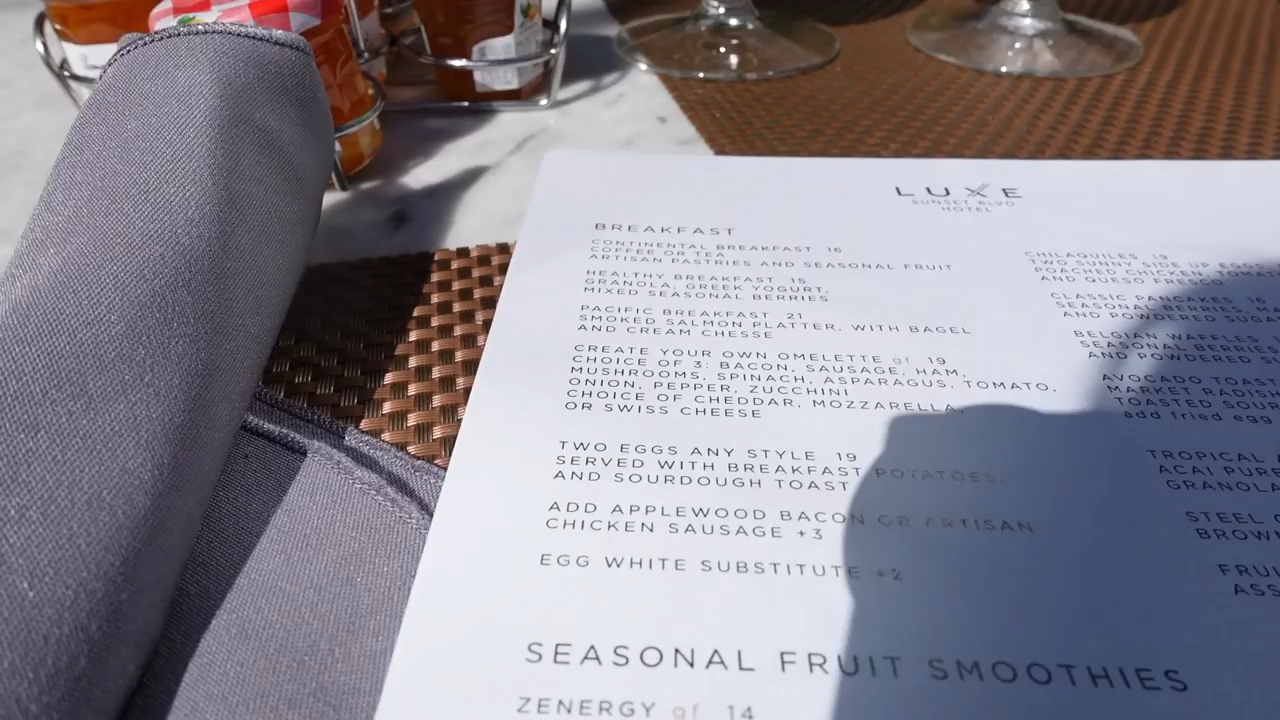 LUXE
SUNSET BLVD
HOTEL
BREAKFAST
CONTINENTAL BREAKFAST 16
COFFEE OR TEA
ARTISAN PASTRIES AND SEASONAL FRUIT
HEALTHY BREAKFAST 15
GRANOLA, GREEK YOGURT,
MIXED SEASONAL BERRIES
PACIFIC BREAKFAST 21
SMOKED SALMON PLATTER, WITH BAGEL
AND CREAM CHESSE
CREATE YOUR OWN OMELETTE gf 19
CHOICE OF 3: BACON, SAUSAGE, HAM,
MUSHROOMS, SPINACH, ASPARAGUS, TOMATO,
ONION, PEPPER, ZUCCHINI
CHOICE OF CHEDDAR, MOZZARELLA,
OR SWISS CHEESE
TWO EGGS ANY STYLE 19
SERVED WITH BREAKFAST POTATOES,
AND SOURDOUGH TOAST
ADD APPLEWOOD BACON OR ARTISAN
CHICKEN SAUSAGE +3
EGG WHITE SUBSTITUTE +2
CHILAQUILES 19
TWO SUNNY SIDE UP EGGS
POACHED CHICKEN,
AND QUESO FRESCO
CLASSIC PANCAKES 16
SEASONAL BERRIES,
AND POWDERED
BELGIAN WAFFLES
SEASONAL
AND POWDERED
AVOCADO TOAST
MARKET RADISH
TOASTED
add fried egg
TROPICAL
ACAI
GRANOLA
STEEL
SEASONAL FRUIT SMOOTHIES
ZENERGY gf 14